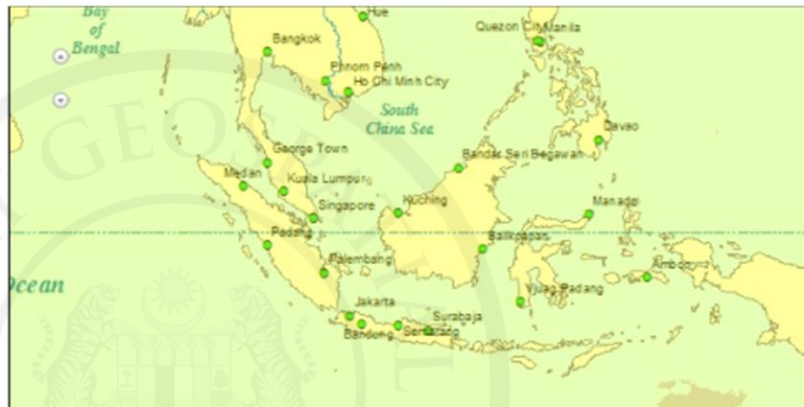 Bay
of
Bengal
Hue
Quezon City Manila
Bangkok
Phnom Penh
Ho Chi Minh City
South
China Sea
Davao
George Town
Bandar Seri Begawan
Medan
Kuala Lumpur
Singapore
Kuching
Manado
Padang
Balikpapan
Palembang
Ambon
Ocean
Ujung Padang
Jakarta
Surabaja
Bandung
Semarang
GEOSPATIAL